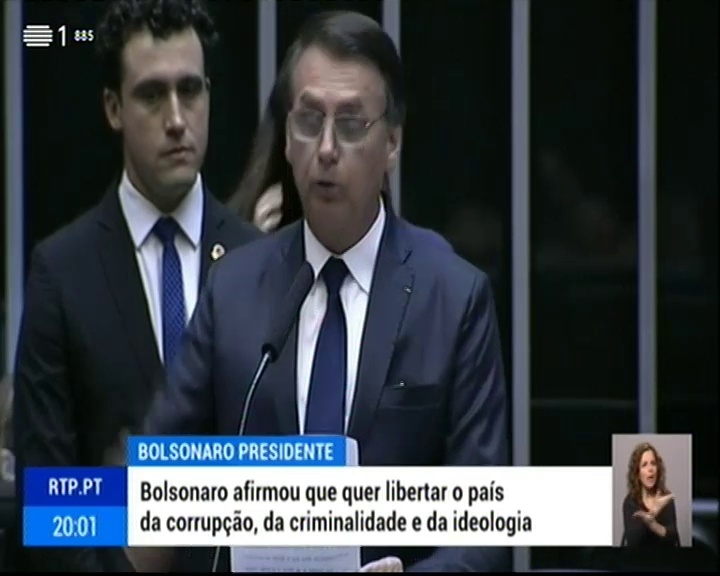 1 885
BOLSONARO PRESIDENTE
RTP.PT
Bolsonaro afirmou que quer libertar o país
20:01
da corrupção, da criminalidade e da ideologia